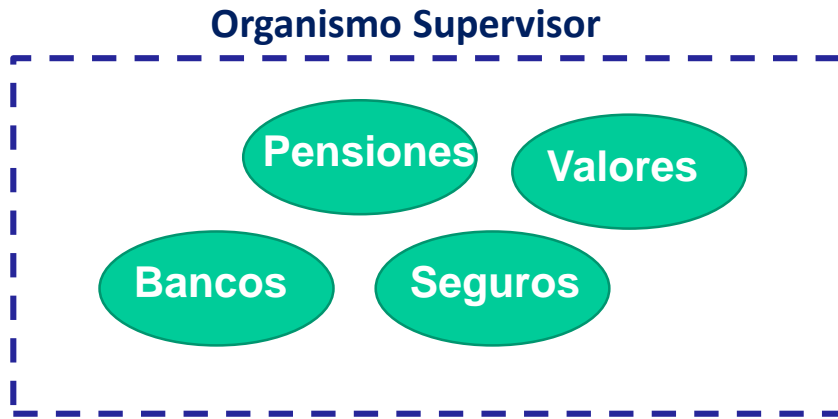 Organismo Supervisor
Pensiones
Valores
Bancos
Seguros